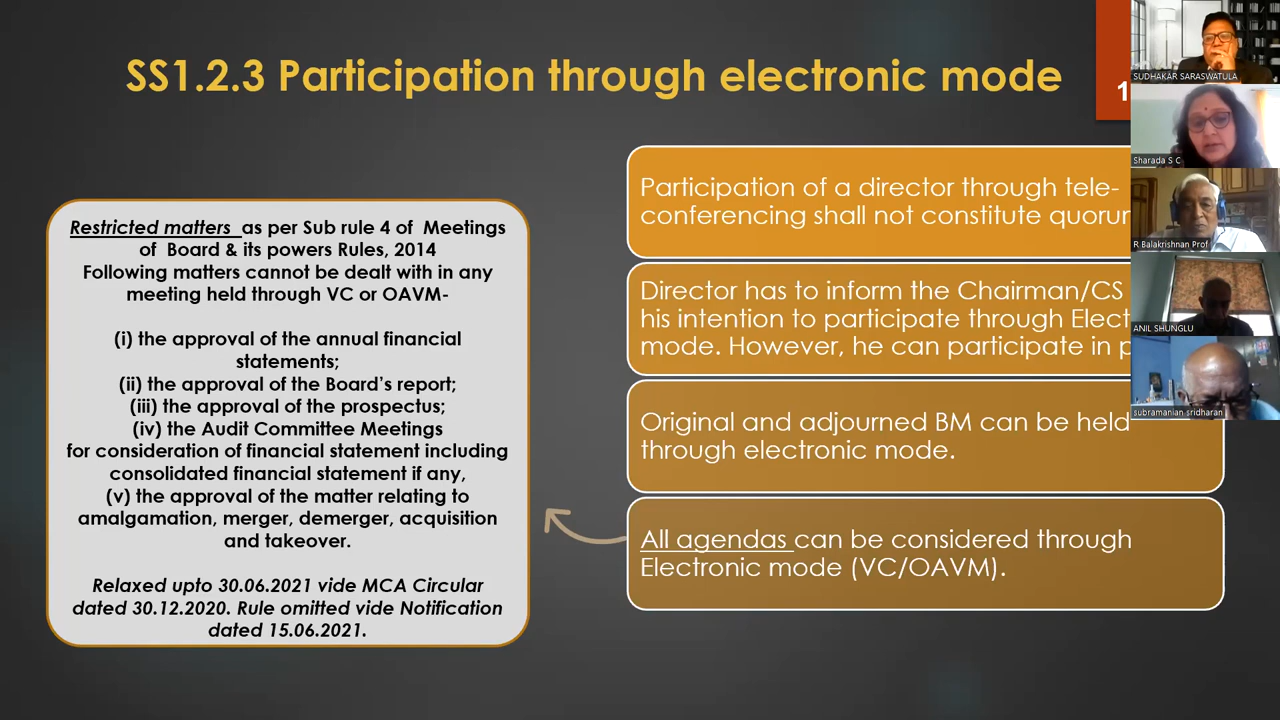 SS1.2.3 Participation through electronic mode
1
Restricted matters as per Sub rule 4 of Meetings
of Board & its powers Rules, 2014
Following matters cannot be dealt with in any
meeting held through VC or OAVM-
(i) the approval of the annual financial
statements;
(ii) the approval of the Board's report;
(iii) the approval of the prospectus;
(iv) the Audit Committee Meetings
for consideration of financial statement including
consolidated financial statement if any,
(v) the approval of the matter relating to
amalgamation, merger, demerger, acquisition
and takeover.
Relaxed upto 30.06.2021 vide MCA Circular
dated 30.12.2020. Rule omitted vide Notification
dated 15.06.2021.
Participation of a director through tele-
conferencing shall not constitute
Director has to inform the Chairman/CS
his intention to participate through
mode. However, he can participate in
Original and adjourned BM can be held
through electronic mode.
All agendas can be considered through
Electronic mode (VC/OAVM).
SUDHAKAR SARASWATULA
Sharada S C
R Balakrishnan Prof
ANIL SHUNGLU
subramanian sridharan